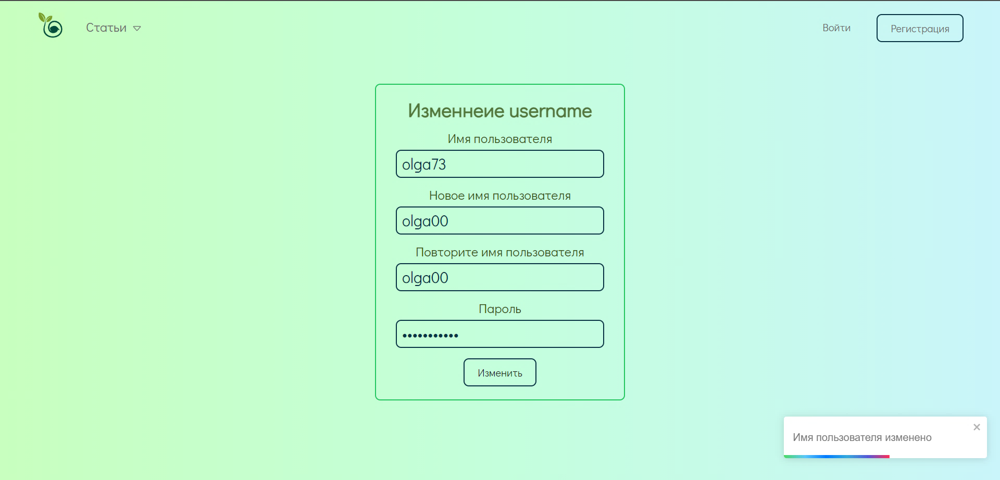 Статьи
Войти
Регистрация
Изменнеие username
Имя пользователя
olga73
Новое имя пользователя
olga00
Повторите имя пользователя
olga00
Пароль
•••••••••••
Изменить
Имя пользователя изменено